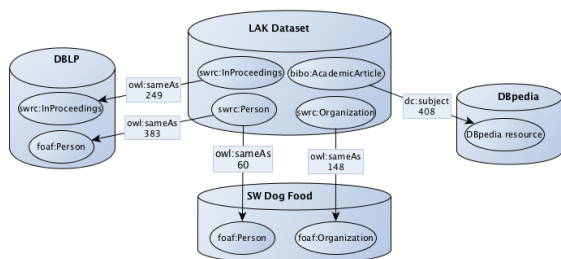 LAK Dataset
DBLP
swrc:InProceedings
bibo:AcademicArticle
owl:sameAs
249
swrc:InProceedings
swrc:Person
swrc:Organization
dc:subject
408
DBpedia
DBpedia resource
owl:sameAs
383
foaf:Person
owl:sameAs
60
owl:sameAs
148
SW Dog Food
foaf:Person
foaf:Organization